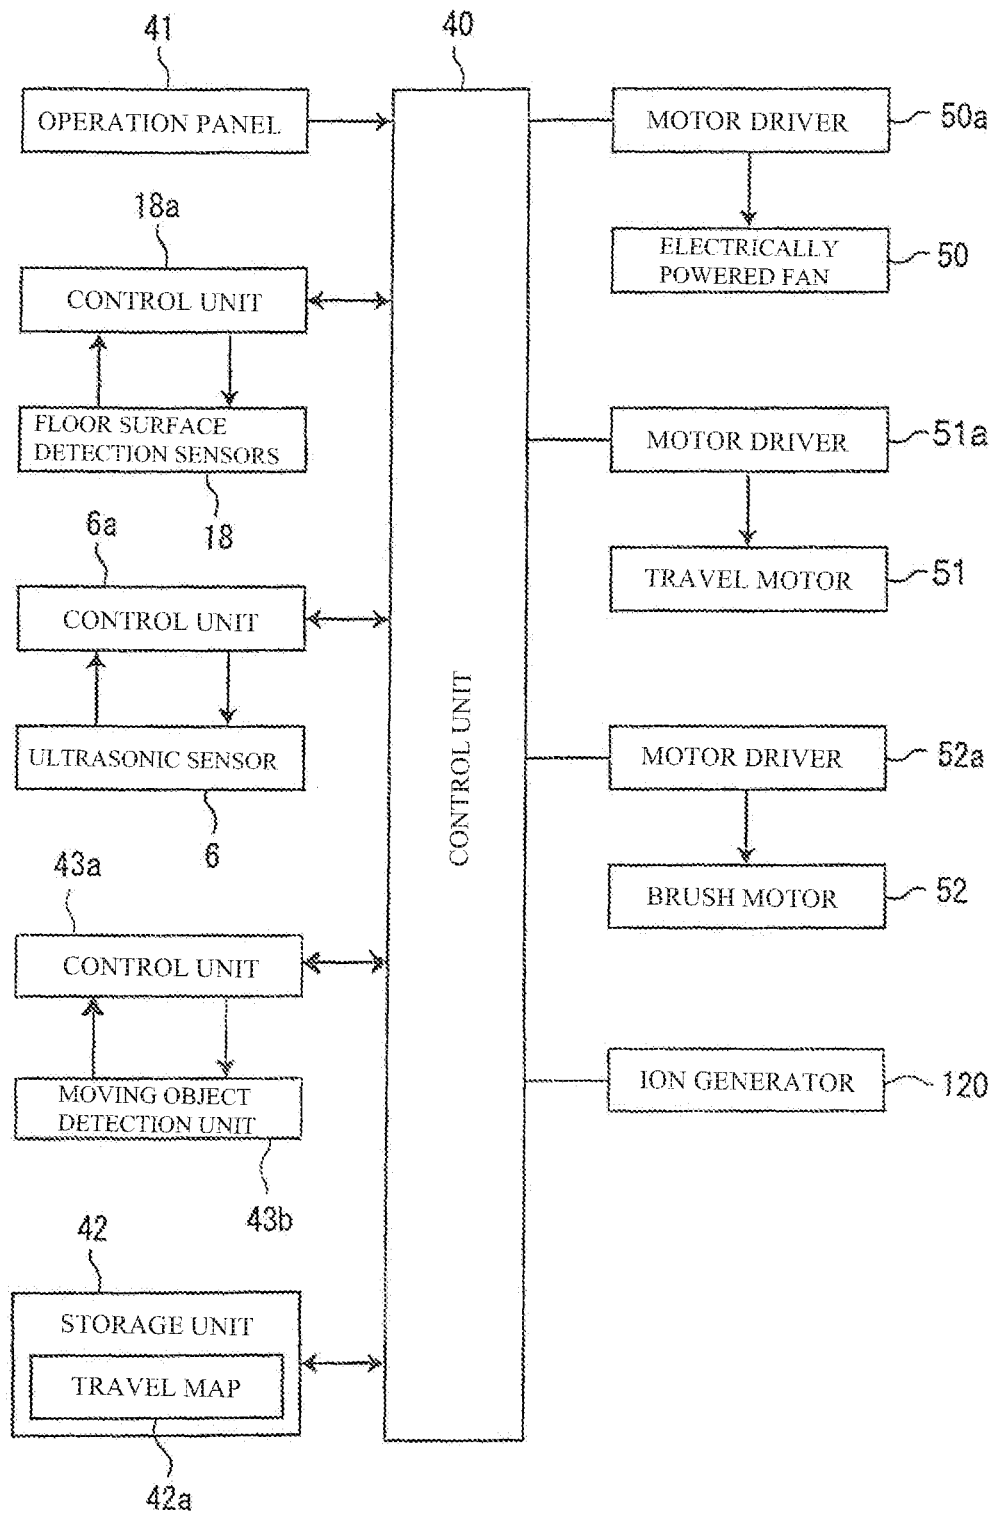 41
40
OPERATION PANEL
MOTOR DRIVER
50a
18a
CONTROL UNIT
ELECTRICALLY
POWERED FAN
50
FLOOR SURFACE
DETECTION SENSORS
18
MOTOR DRIVER
51a
6a
CONTROL UNIT
TRAVEL MOTOR
51
ULTRASONIC SENSOR
6
CONTROL UNIT
MOTOR DRIVER
52a
43a
CONTROL UNIT
BRUSH MOTOR
52
MOVING OBJECT
DETECTION UNIT
43b
ION GENERATOR
120
42
STORAGE UNIT
TRAVEL MAP
42a